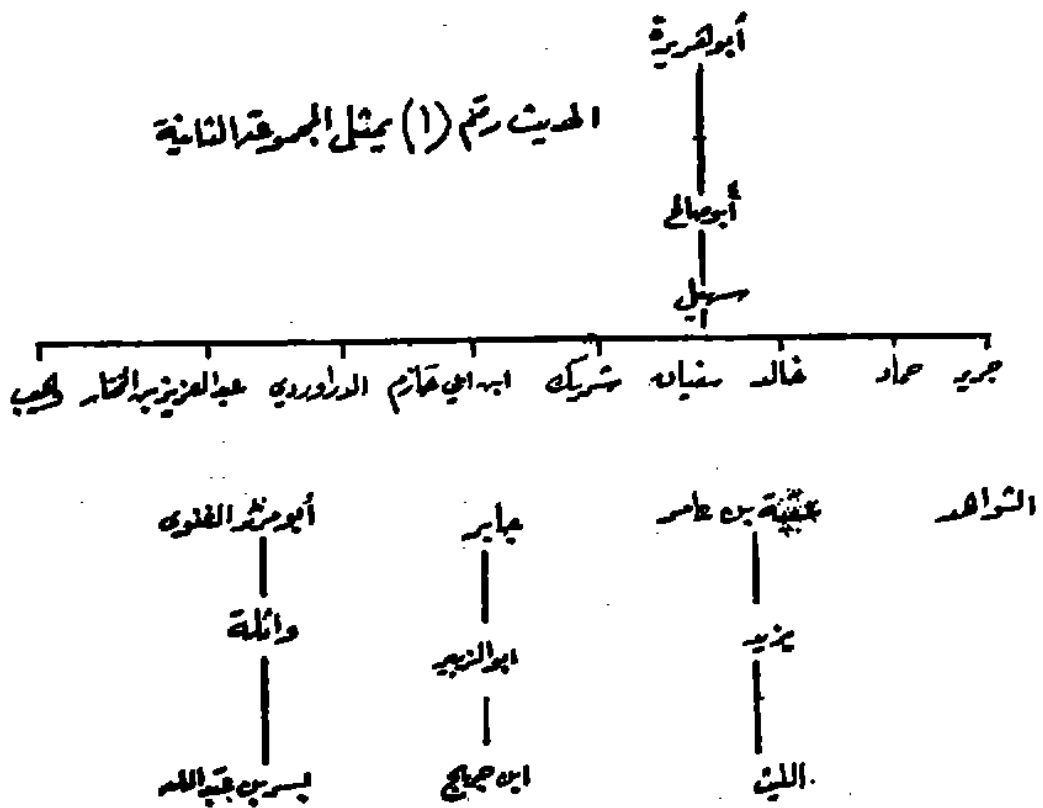 أبو هريرة
الحديث رقم (١) يمثل المجموعة الثانية
أبو صالح
سهيل
جرير حماد خالد سفيان شريك ابن أبي حازم الدراوردي عبد العزيز بن المختار وهيب
الشواهد عقبة بن عامر جابر أبو مرثد الغنوي
يزيد أبو الزبير واثلة
الليث ابن جريج بسر بن عبد الله